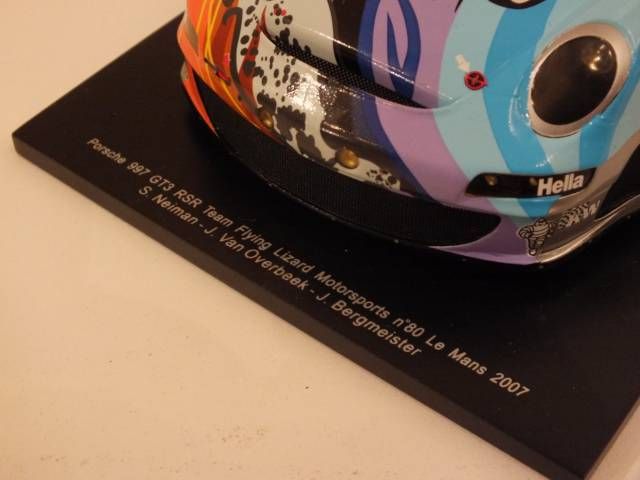 Porsche 997 GT3 RSR Team Flying Lizard Motorsports n°80 Le Mans 2007
S. Neiman - J. Van Overbeek - J. Bergmeister
Hella